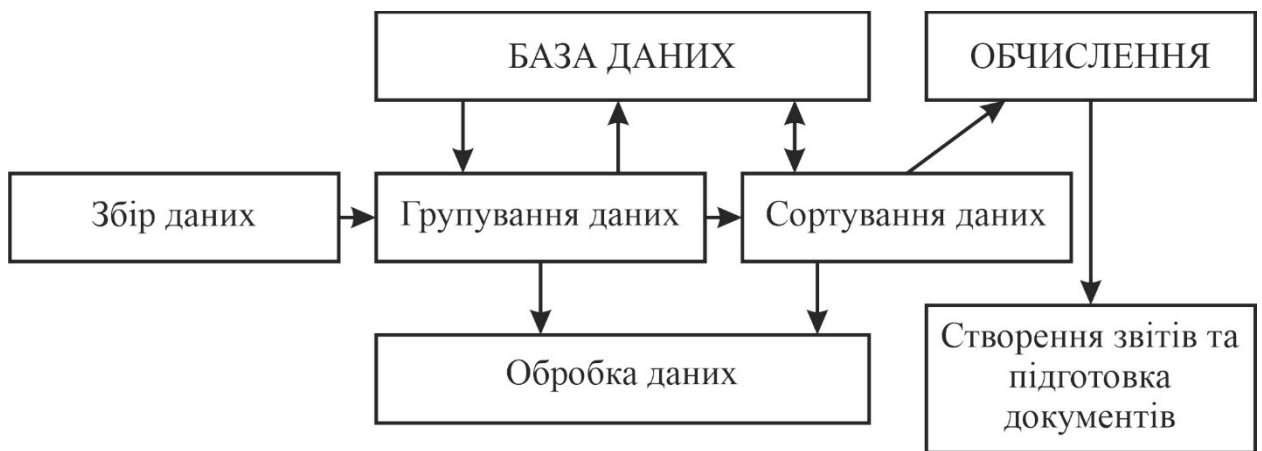 БАЗА ДАНИХ
ОБЧИСЛЕННЯ
Збір даних
Групування даних
Сортування даних
Обробка даних
Створення звітів та
підготовка
документів